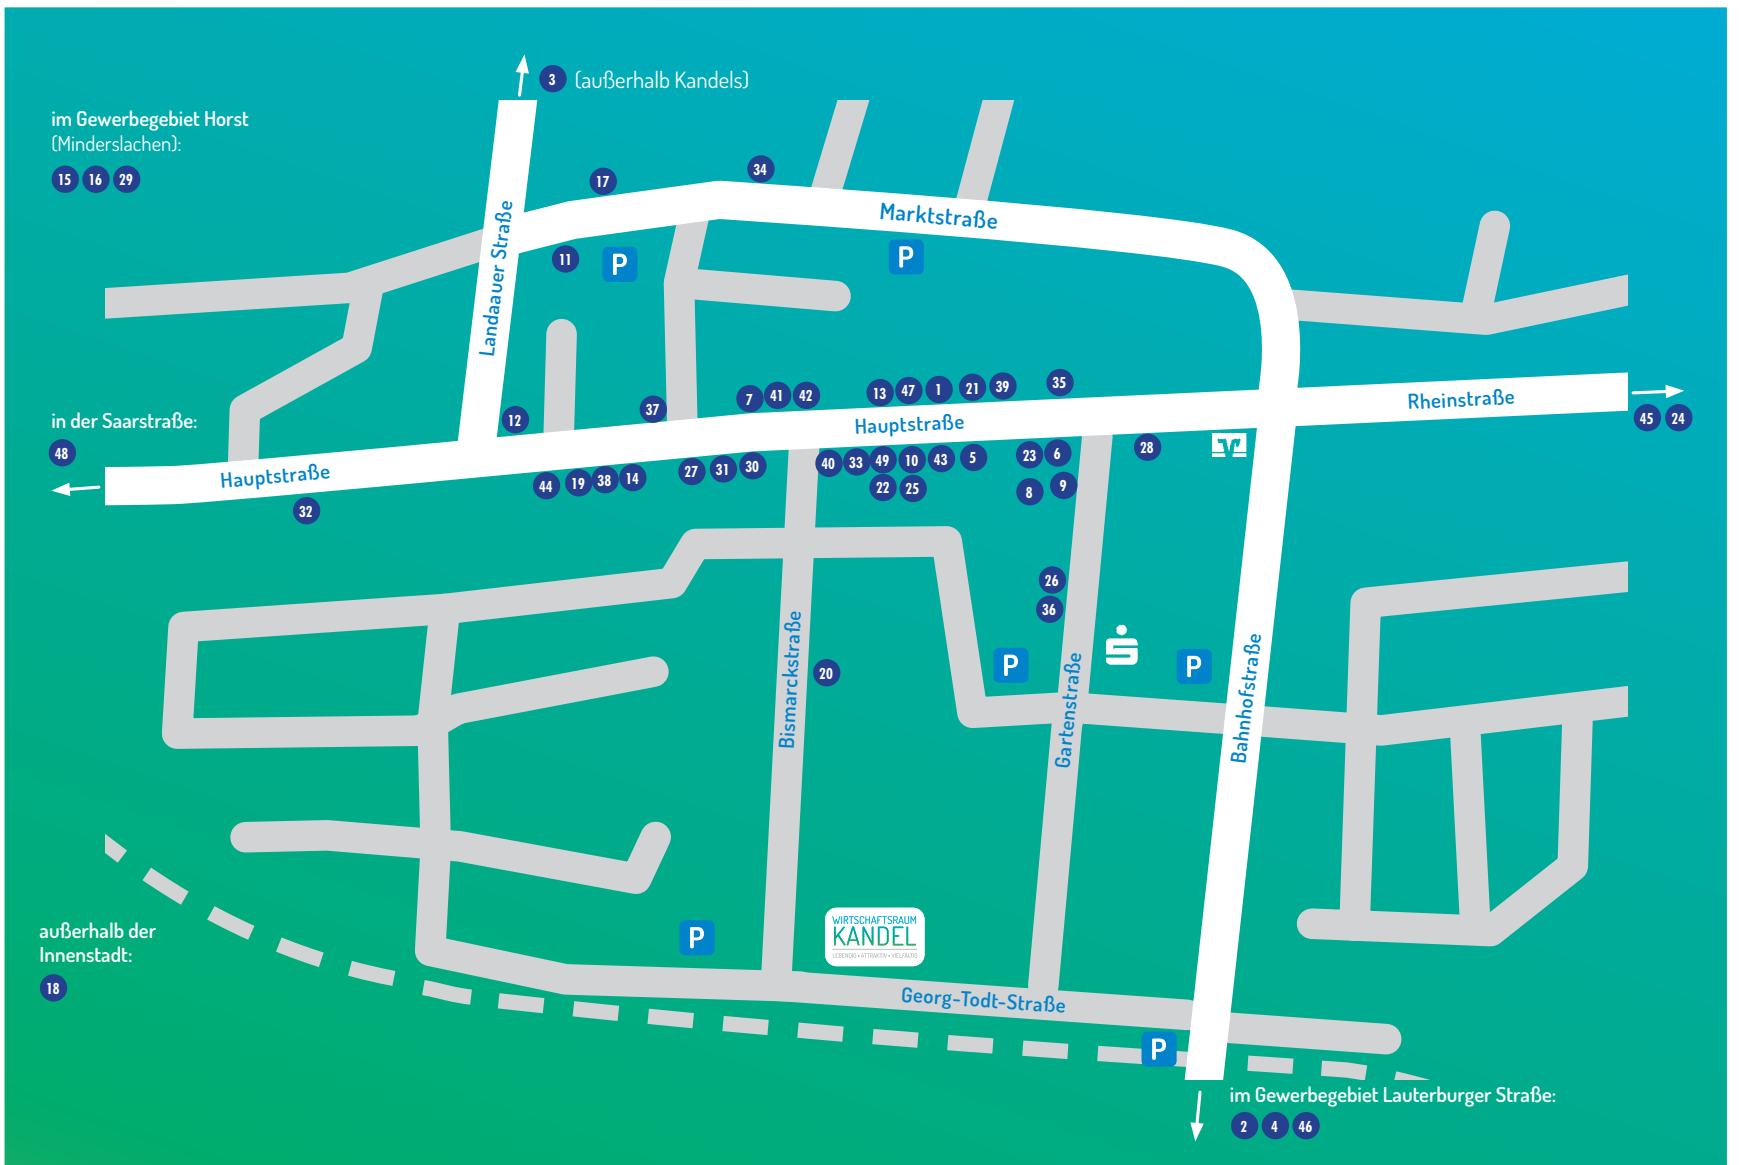 3 (außerhalb Kandels)
im Gewerbegebiet Horst
(Minderslachen):
15 16 29
17
34
11
P
P
Marktstraße
Landaauer Straße
in der Saarstraße:
48
12
37
7 41 42
13 47 1 21 39
35
Hauptstraße
Rheinstraße
45 24
Hauptstraße
32
44 19 38 14
27 31 30
40 33 49 10 43 5
22 25
23 6
8 9
28
26
36
20
P
P
Bismarckstraße
Gartenstraße
Bahnhofstraße
außerhalb der
Innenstadt:
18
P
WIRTSCHAFTSRAUM
KANDEL
LEBENDIG • ATTRAKTIV • VIELFÄLTIG
Georg-Todt-Straße
P
im Gewerbegebiet Lauterburger Straße:
2 4 46